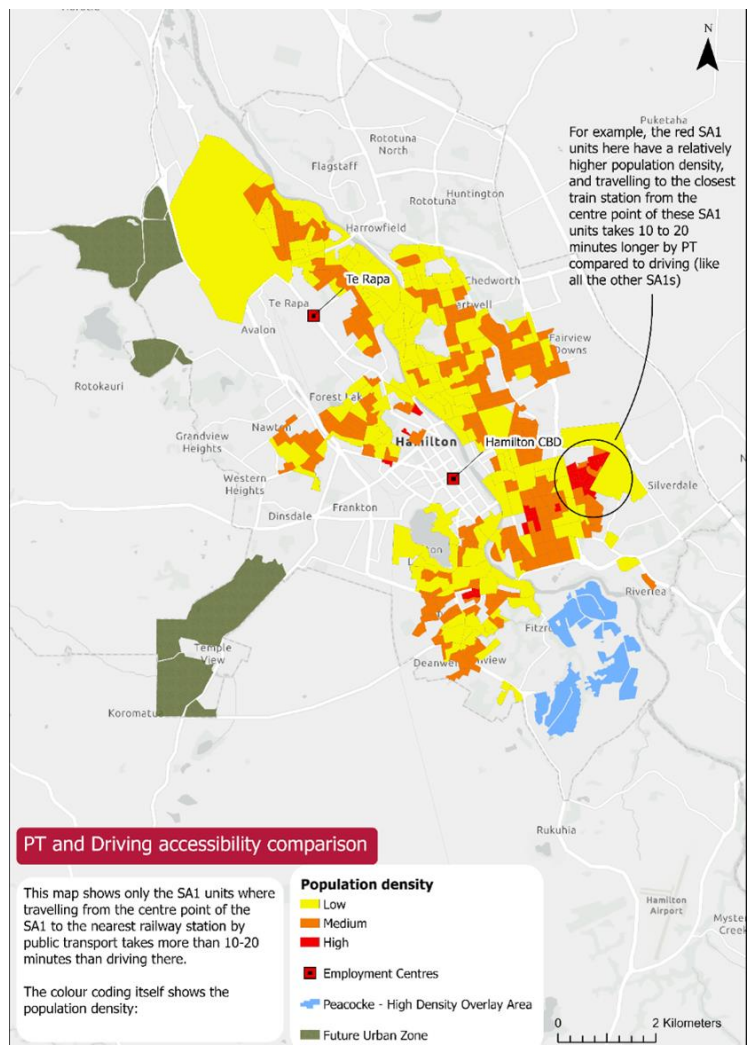 N
Puketaha
For example, the red SA1
units here have a relatively
higher population density,
and travelling to the closest
train station from the
centre point of these SA1
units takes 10 to 20
minutes longer by PT
compared to driving (like
all the other SA1s)
Rototuna
North
Flagstaff
Huntington
Rototuna
Harrowfield
Te Rapa
Chedworth
Te Rapa
Avalon
Fairview
Downs
Rotokauri
Forest Lak
Nawton
Grandview
Heights
Hamilton
Hamilton CBD
Western
Heights
Silverdale
Frankton
Dinsdale
Riverlea
Temple
View
Fitzro
Deanwell
Koromatua
Rukuhia
PT and Driving accessibility comparison
This map shows only the SA1 units where
travelling from the centre point of the
SA1 to the nearest railway station by
public transport takes more than 10-20
minutes than driving there.
The colour coding itself shows the
population density:
Population density
Low
Medium
High
Employment Centres
Peacocke - High Density Overlay Area
Future Urban Zone
Hamilton
Airport
Myster
Creek
0
2 Kilometers